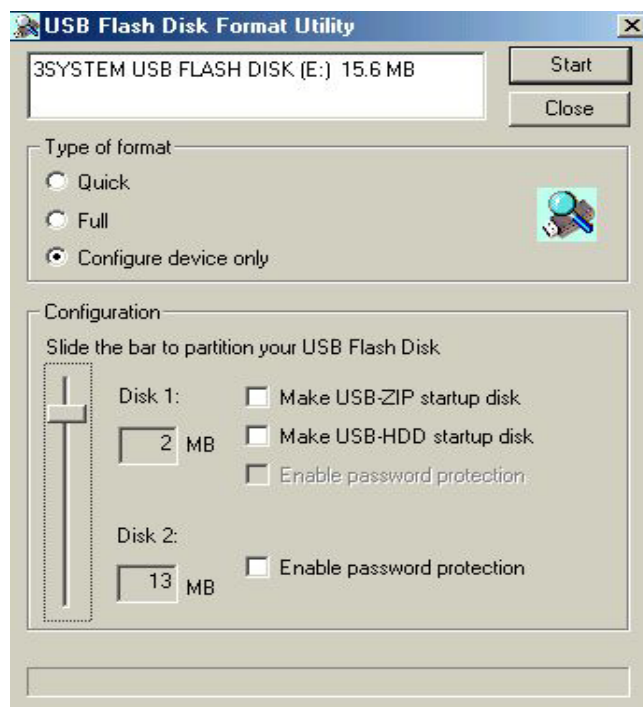 USB Flash Disk Format Utility
3SYSTEM USB FLASH DISK (E:) 15.6 MB
Start
Close
Type of format
Quick
Full
Configure device only
Configuration
Slide the bar to partition your USB Flash Disk
Disk 1:
2 MB
Make USB-ZIP startup disk
Make USB-HDD startup disk
Enable password protection
Disk 2:
13 MB
Enable password protection